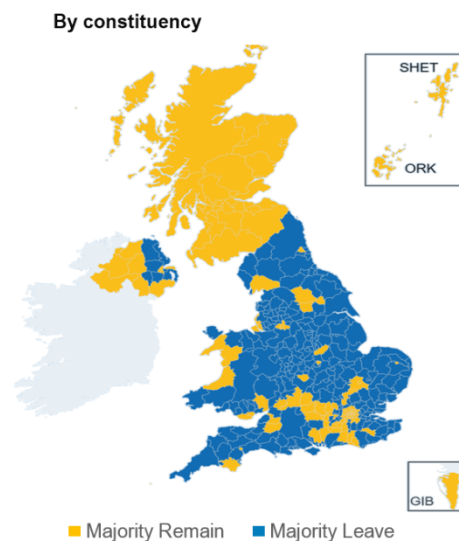 By constituency
SHET
ORK
GIB
Majority Remain
Majority Leave